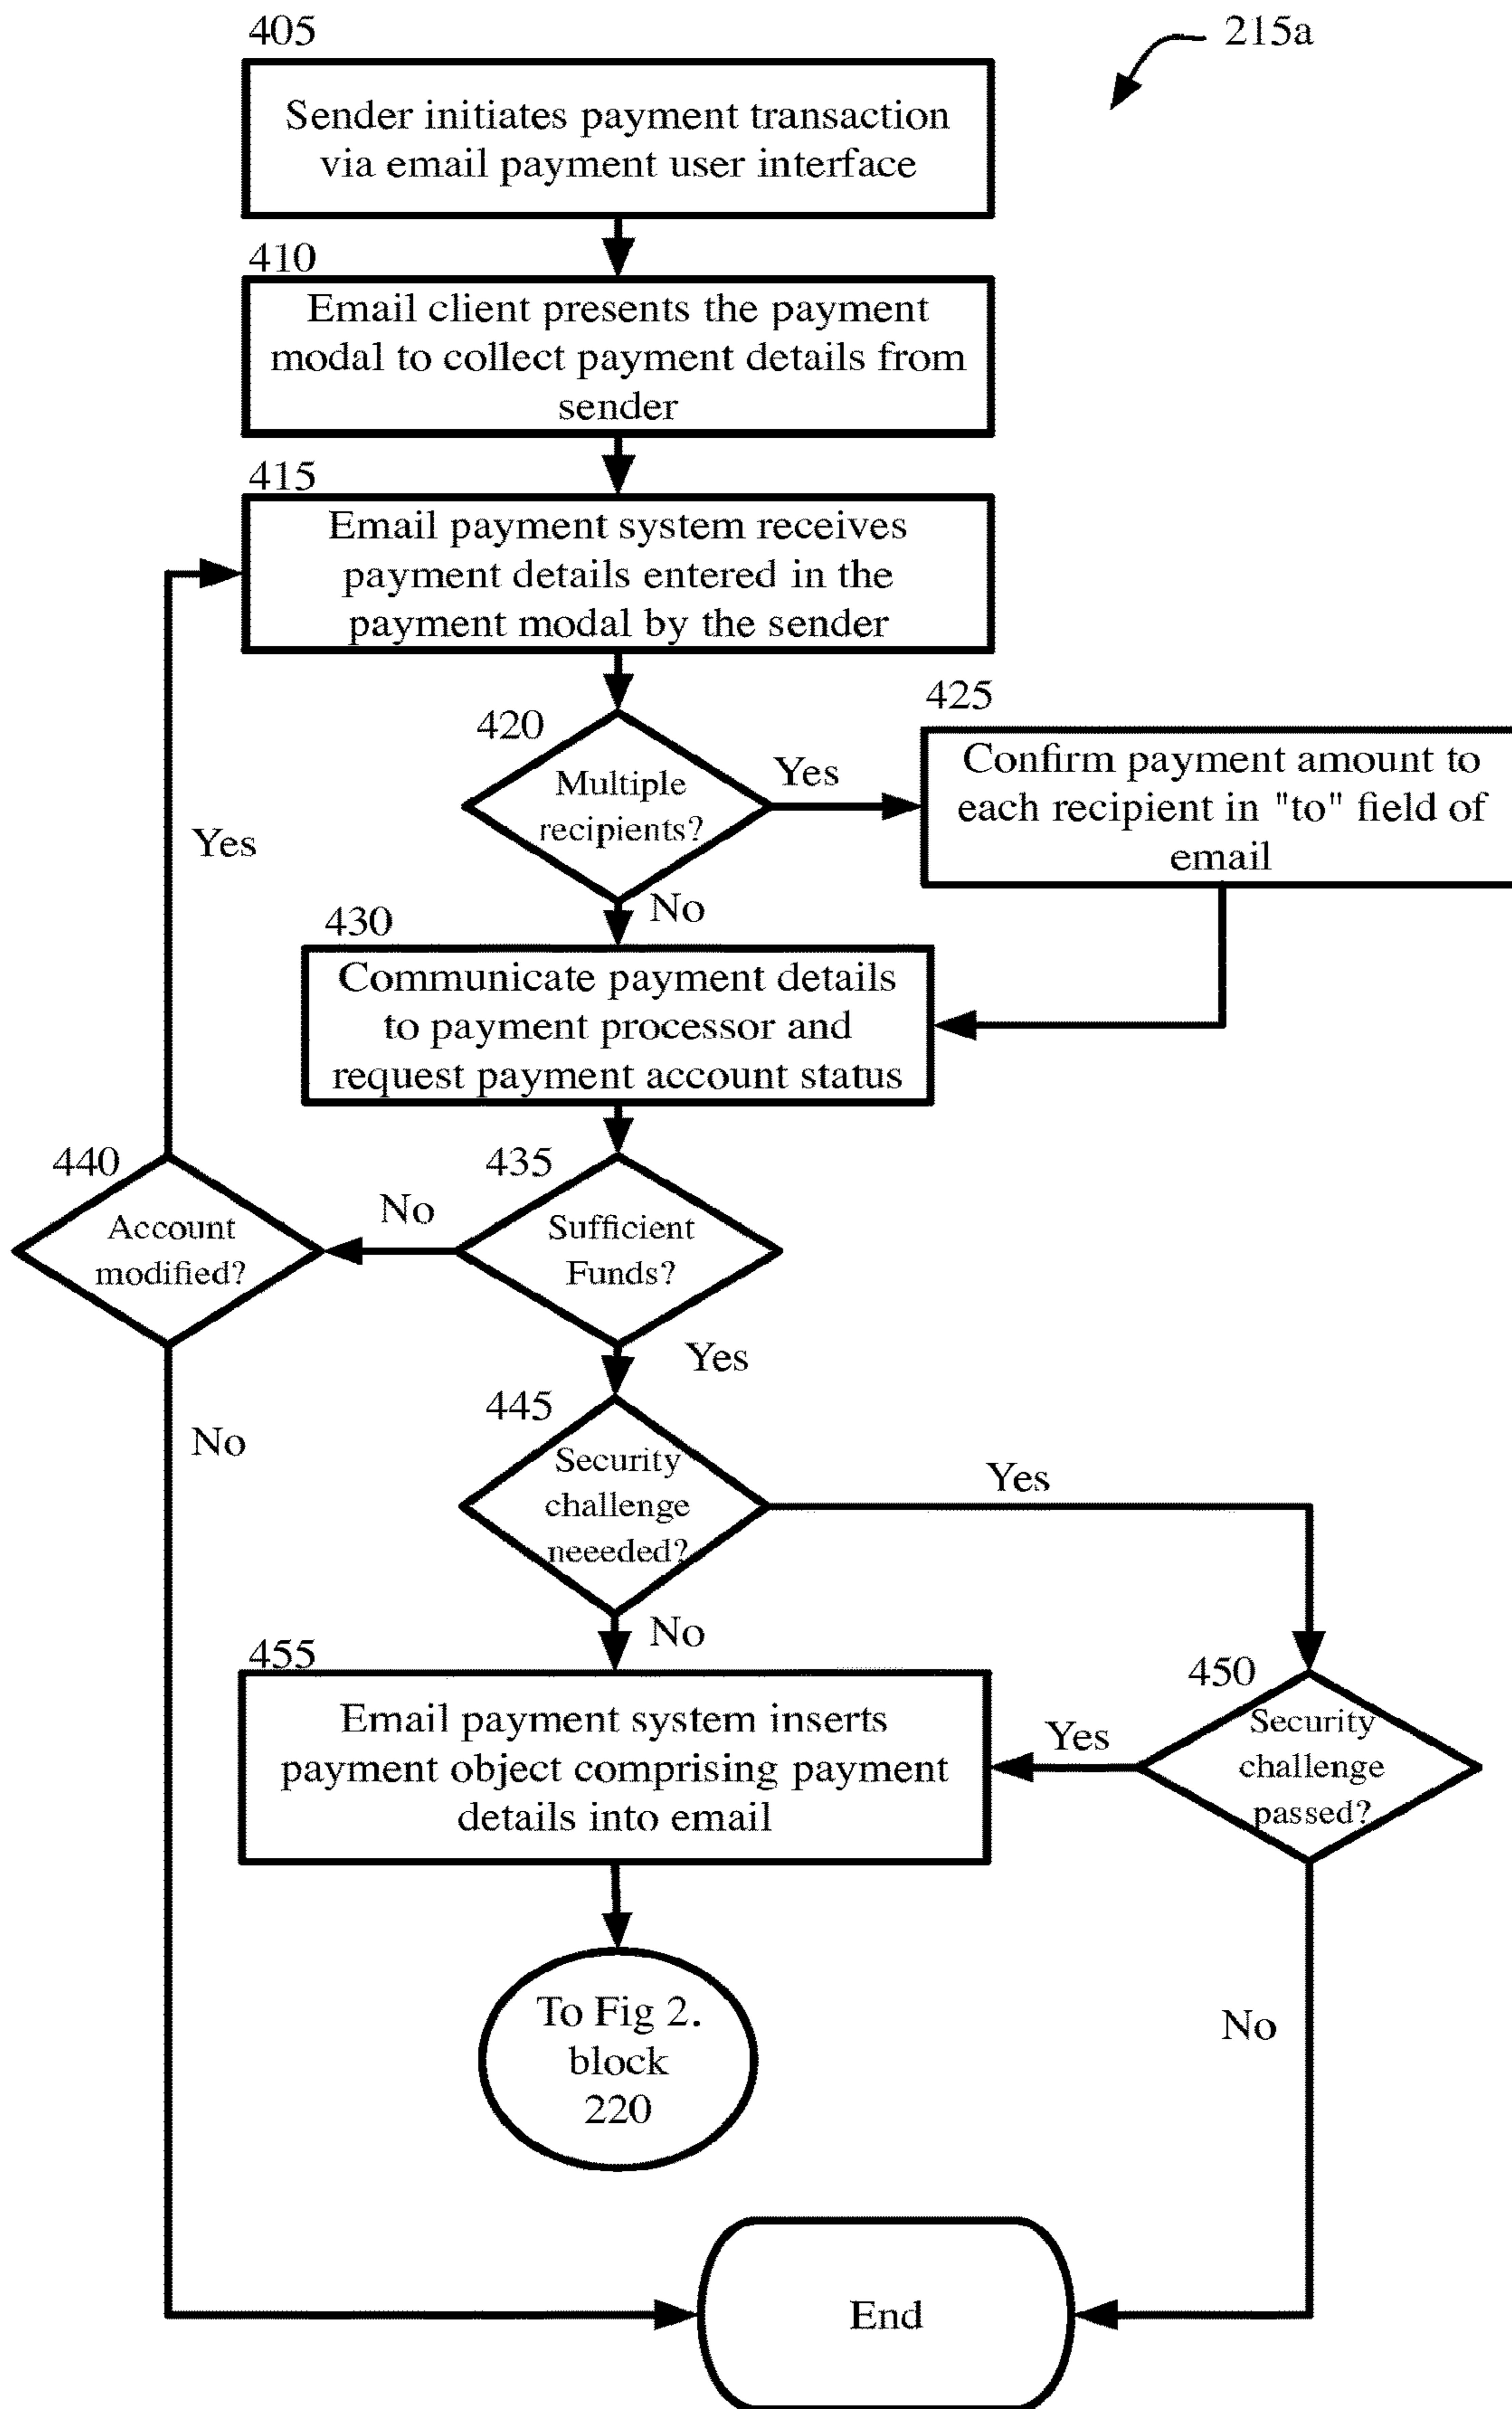 405
215a
Sender initiates payment transaction
via email payment user interface
410
Email client presents the payment
modal to collect payment details from
sender
415
Email payment system receives
payment details entered in the
payment modal by the sender
420
Multiple
recipients?
Yes
425
Confirm payment amount to
each recipient in "to" field of
email
Yes
No
430
Communicate payment details
to payment processor and
request payment account status
440
Account
modified?
No
435
Sufficient
Funds?
Yes
No
445
Security
challenge
neeeded?
Yes
No
455
Email payment system inserts
payment object comprising payment
details into email
Yes
450
Security
challenge
passed?
To Fig 2.
block
220
No
End